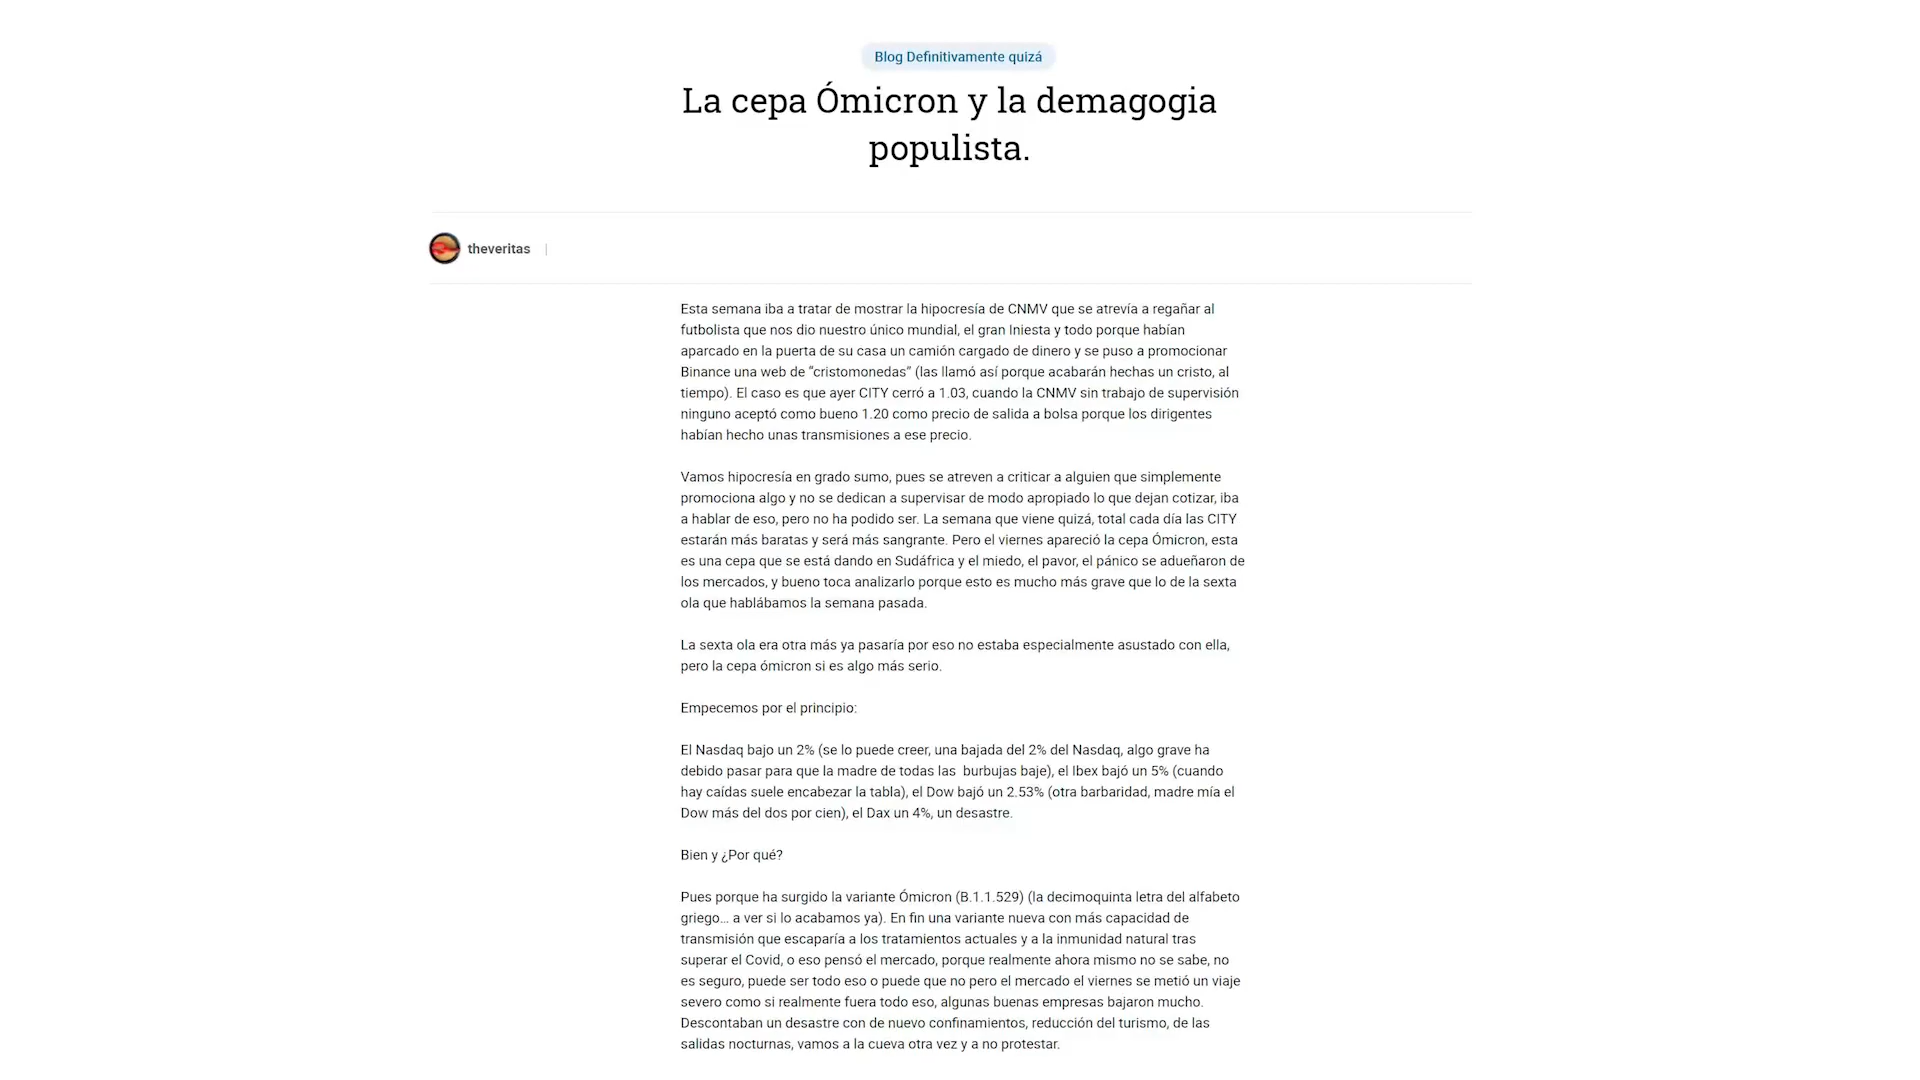 Blog Definitivamente quizá
La cepa Ómicron y la demagogia
populista.
theveritas |
Esta semana iba a tratar de mostrar la hipocresía de CNMV que se atrevía a regañar al
futbolista que nos dio nuestro único mundial, el gran Iniesta y todo porque habían
aparcado en la puerta de su casa un camión cargado de dinero y se puso a promocionar
Binance una web de “cristomonedas” (las llamó así porque acabarán hechas un cristo, al
tiempo). El caso es que ayer CITY cerró a 1.03, cuando la CNMV sin trabajo de supervisión
ninguno aceptó como bueno 1.20 como precio de salida a bolsa porque los dirigentes
habían hecho unas transmisiones a ese precio.
Vamos hipocresía en grado sumo, pues se atreven a criticar a alguien que simplemente
promociona algo y no se dedican a supervisar de modo apropiado lo que dejan cotizar, iba
a hablar de eso, pero no ha podido ser. La semana que viene quizá, total cada día las CITY
estarán más baratas y será más sangrante. Pero el viernes apareció la cepa Ómicron, esta
es una cepa que se está dando en Sudáfrica y el miedo, el pavor, el pánico se adueñaron de
los mercados, y bueno toca analizarlo porque esto es mucho más grave que lo de la sexta
ola que hablábamos la semana pasada.
La sexta ola era otra más ya pasaría por eso no estaba especialmente asustado con ella,
pero la cepa ómicron si es algo más serio.
Empecemos por el principio:
El Nasdaq bajo un 2% (se lo puede creer, una bajada del 2% del Nasdaq, algo grave ha
debido pasar para que la madre de todas las  burbujas baje), el Ibex bajó un 5% (cuando
hay caídas suele encabezar la tabla), el Dow bajó un 2.53% (otra barbaridad, madre mía el
Dow más del dos por cien), el Dax un 4%, un desastre.
Bien y ¿Por qué?
Pues porque ha surgido la variante Ómicron (B.1.1.529) (la decimoquinta letra del alfabeto
griego… a ver si lo acabamos ya). En fin una variante nueva con más capacidad de
transmisión que escaparía a los tratamientos actuales y a la inmunidad natural tras
superar el Covid, o eso pensó el mercado, porque realmente ahora mismo no se sabe, no
es seguro, puede ser todo eso o puede que no pero el mercado el viernes se metió un viaje
severo como si realmente fuera todo eso, algunas buenas empresas bajaron mucho.
Descontaban un desastre con de nuevo confinamientos, reducción del turismo, de las
salidas nocturnas, vamos a la cueva otra vez y a no protestar.